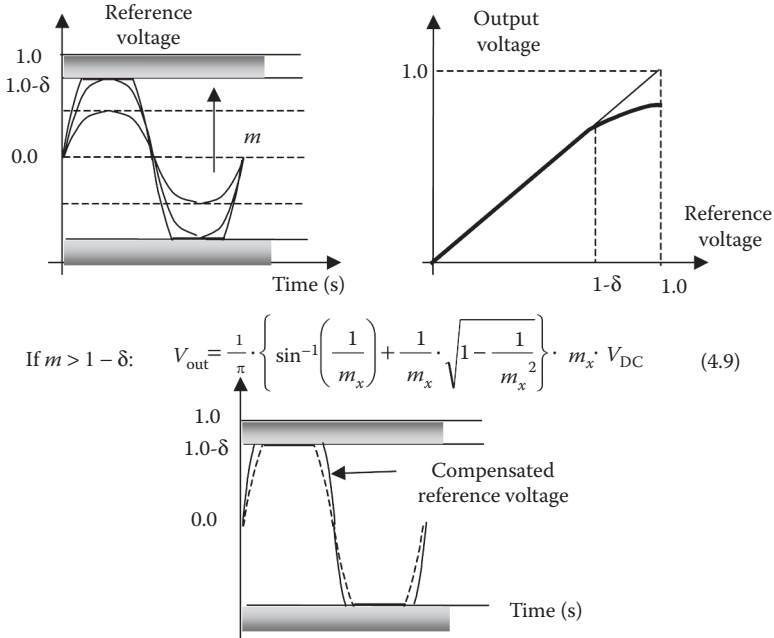 Reference
voltage
1.0
1.0-δ
m
0.0
Time (s)
Output
voltage
1.0
Reference
voltage
1-δ
1.0
If m > 1 – δ: V_out = 1/π · { sin⁻¹(1/m_x) + 1/m_x · √(1 – 1/m_x²) } · m_x · V_DC (4.9)
1.0
1.0-δ
Compensated
reference voltage
0.0
Time (s)